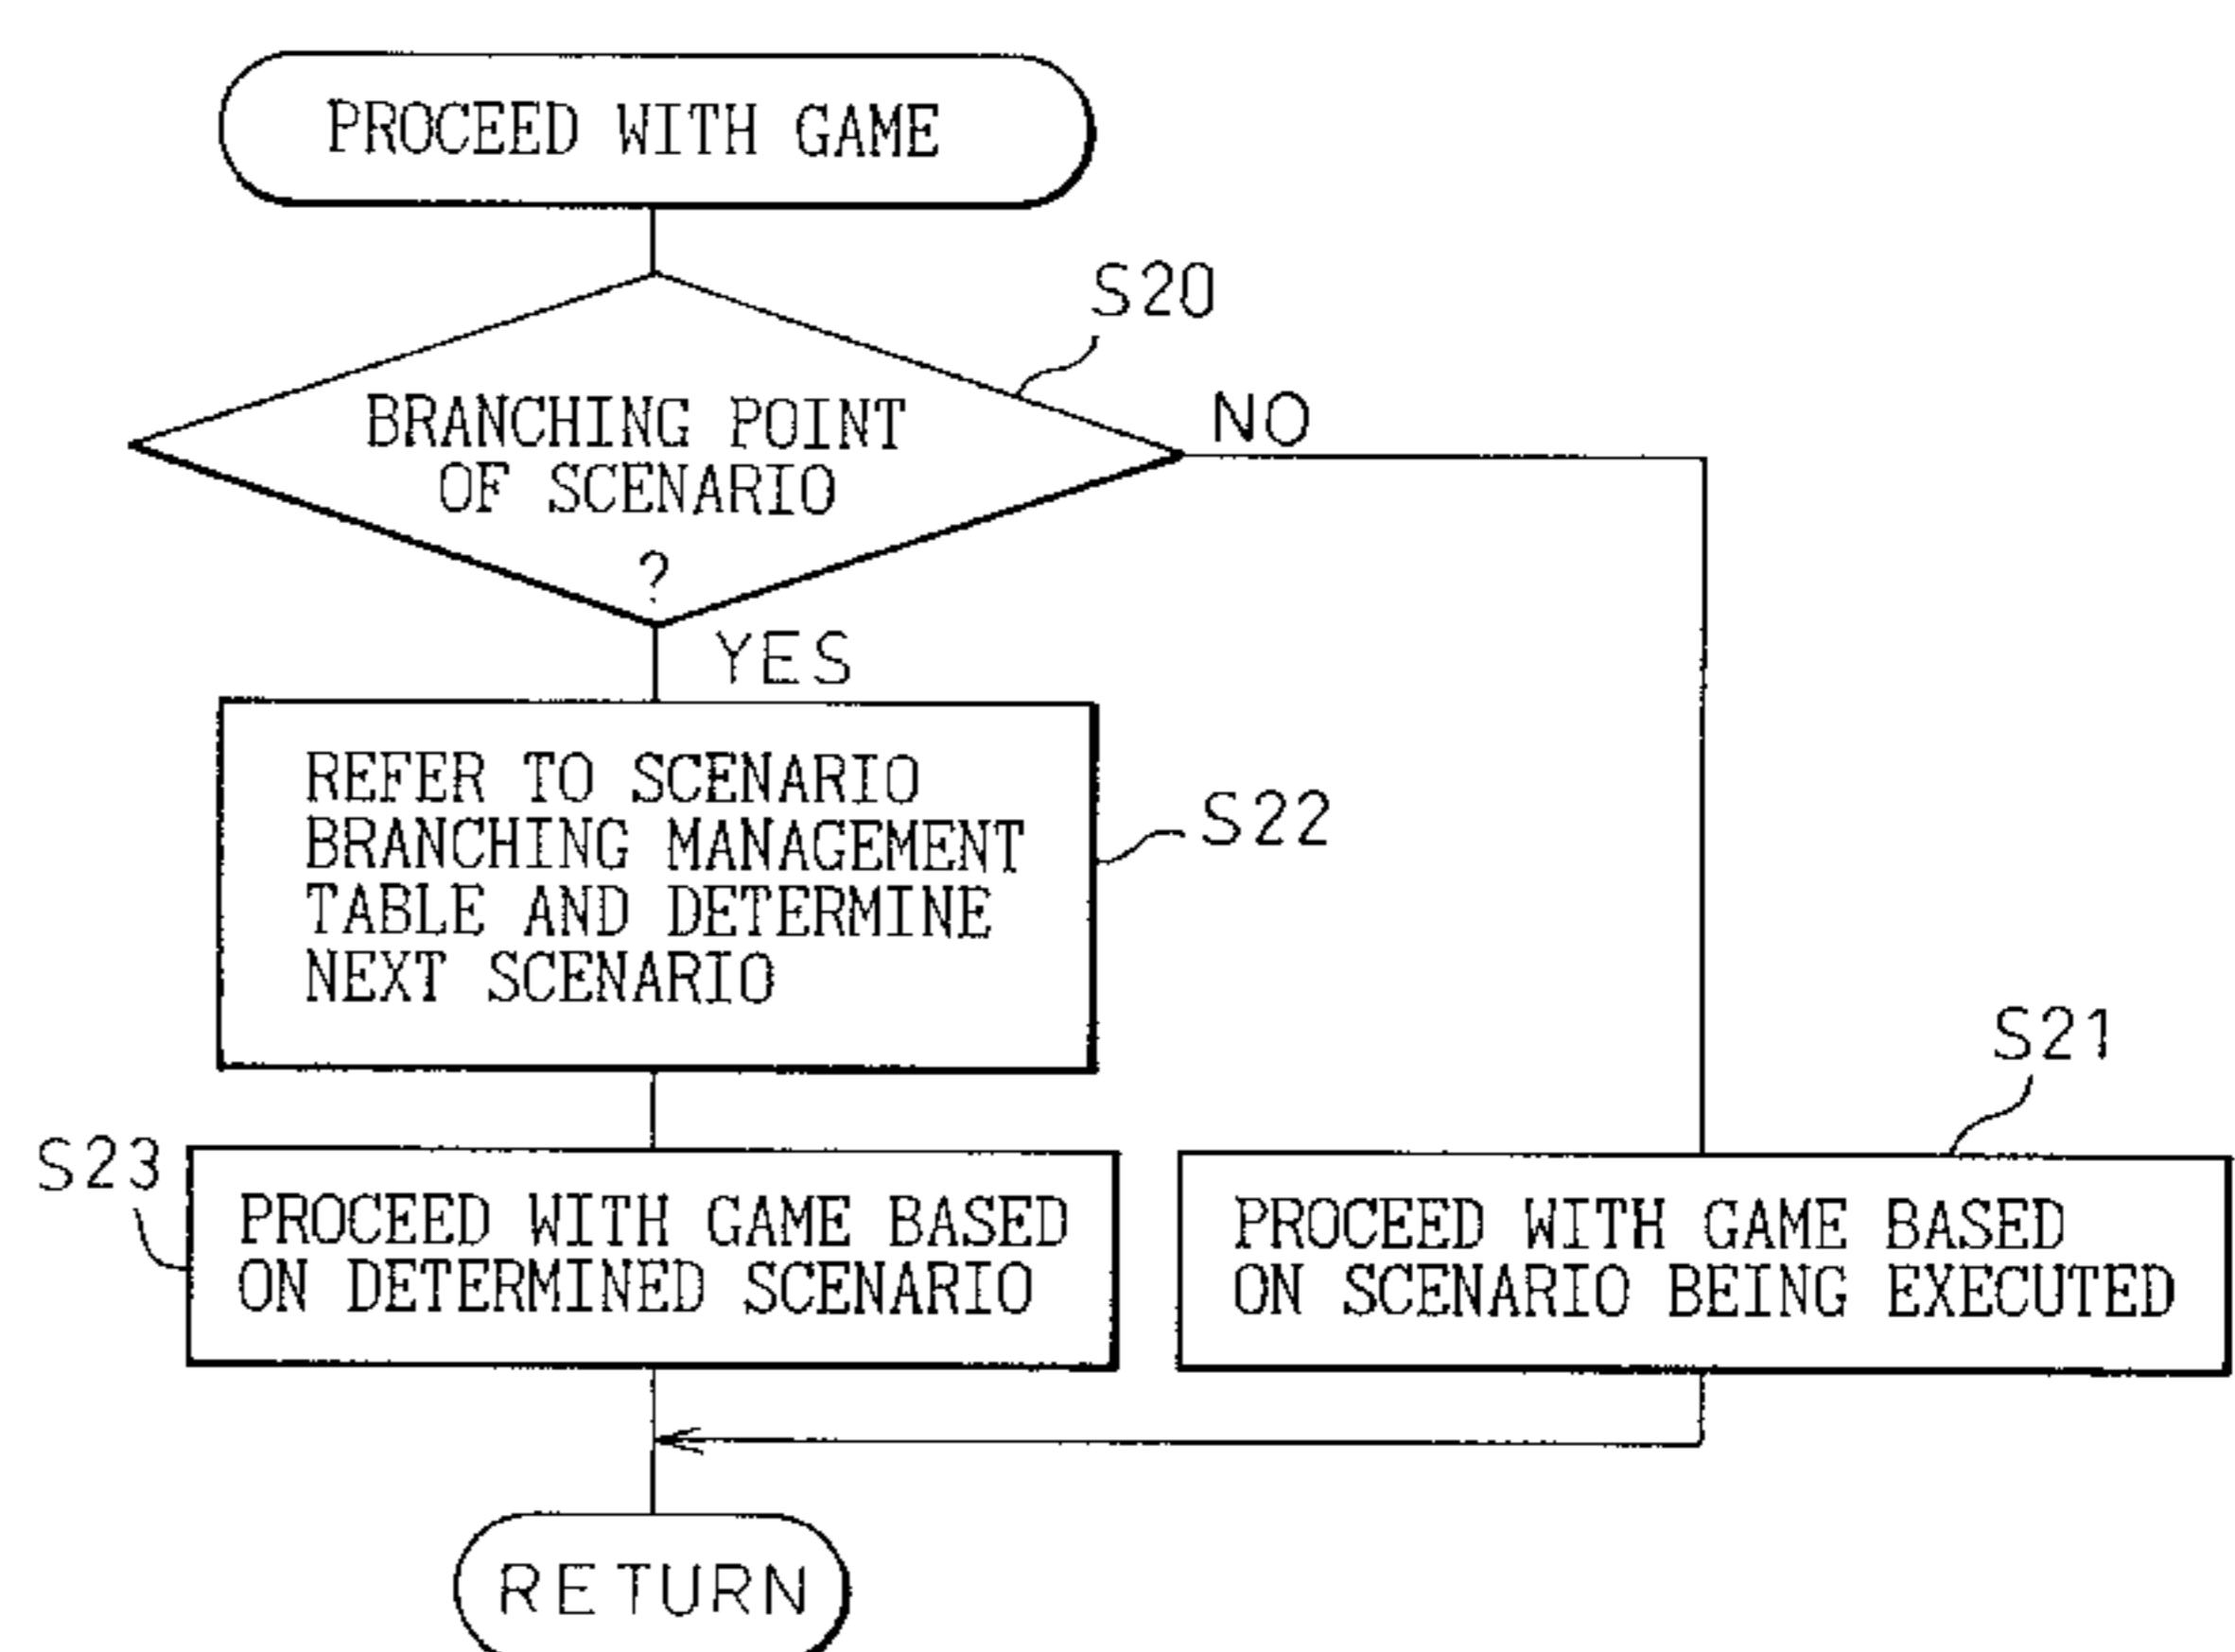 PROCEED WITH GAME
S20
BRANCHING POINT
OF SCENARIO
?
NO
YES
REFER TO SCENARIO
BRANCHING MANAGEMENT
TABLE AND DETERMINE
NEXT SCENARIO
S22
S21
S23
PROCEED WITH GAME BASED
ON DETERMINED SCENARIO
PROCEED WITH GAME BASED
ON SCENARIO BEING EXECUTED
RETURN